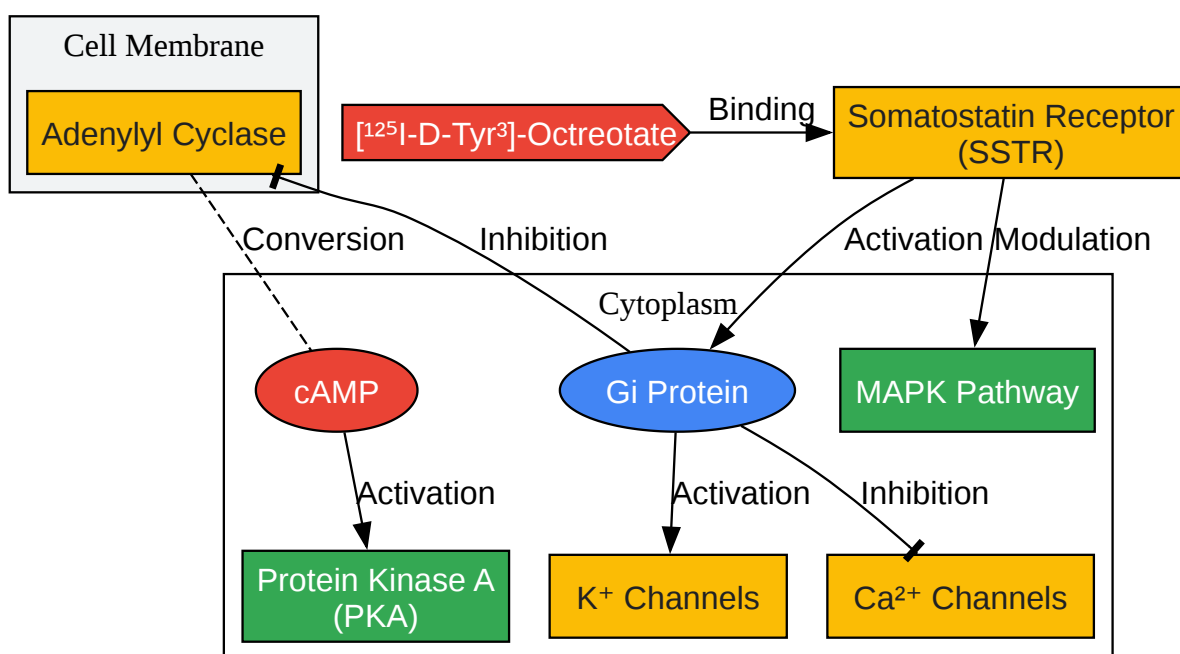 Cell Membrane
Adenylyl Cyclase
[¹²⁵I-D-Tyr³]-Octreotate
Binding
Somatostatin Receptor
(SSTR)
Conversion
Inhibition
Activation
Modulation
Cytoplasm
cAMP
Gi Protein
MAPK Pathway
Activation
Activation
Inhibition
Protein Kinase A
(PKA)
K⁺ Channels
Ca²⁺ Channels